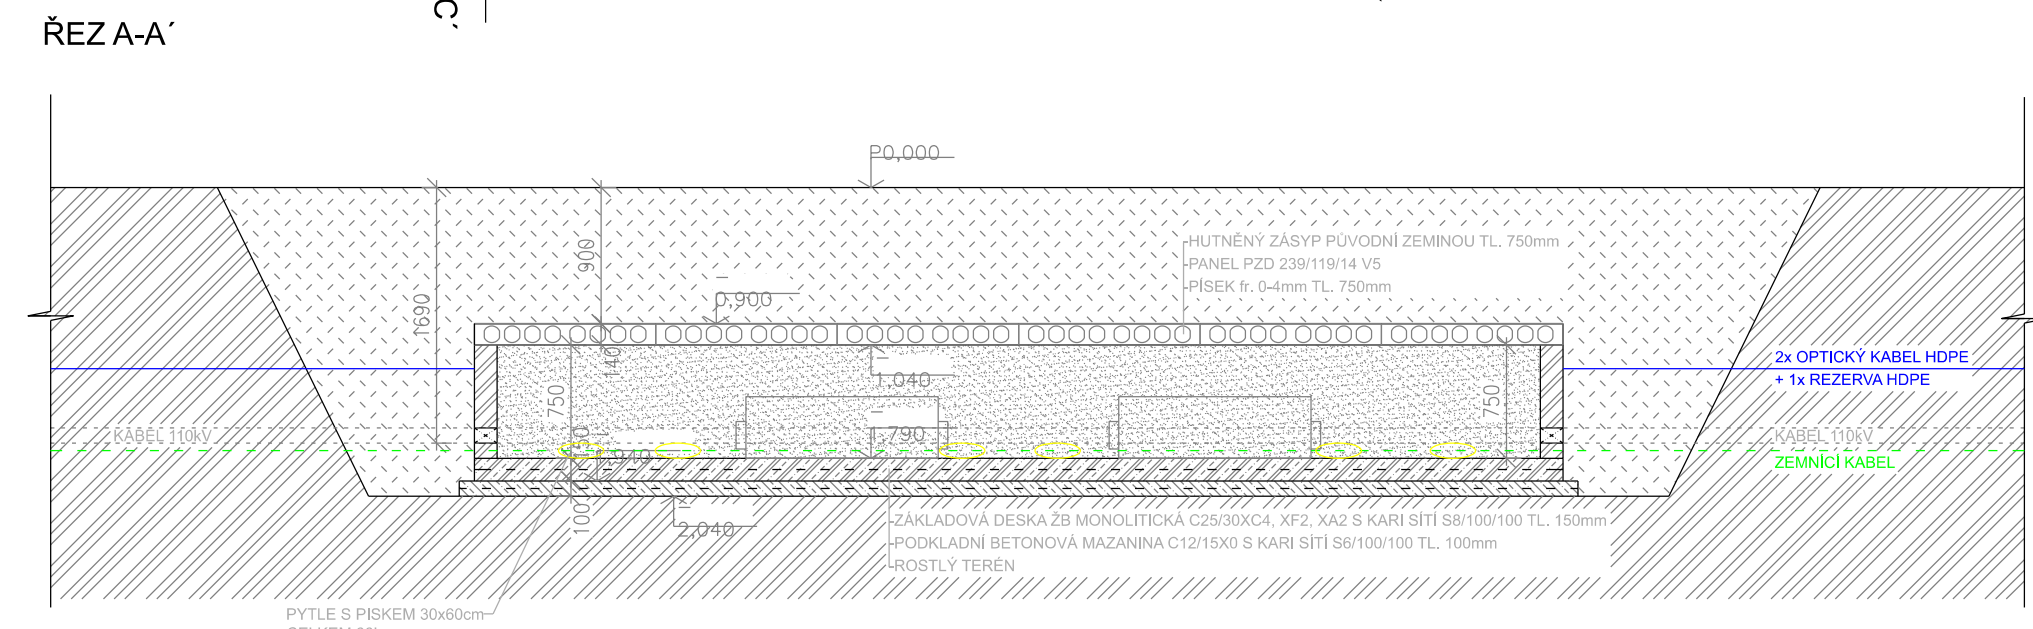 C´
ŘEZ A-A´
P0,000
900
1690
0,900
-HUTNĚNÝ ZÁSYP PŮVODNÍ ZEMINOU TL. 750mm
-PANEL PZD 239/119/14 V5
-PÍSEK fr. 0-4mm TL. 750mm
140
1,040
750
750
2x OPTICKÝ KABEL HDPE
+ 1x REZERVA HDPE
KABEL 110kV
1,790
KABEL 110kV
150
1,940
ZEMNÍCÍ KABEL
100
2,040
-ZÁKLADOVÁ DESKA ŽB MONOLITICKÁ C25/30XC4, XF2, XA2 S KARI SÍTÍ S8/100/100 TL. 150mm
-PODKLADNÍ BETONOVÁ MAZANINA C12/15X0 S KARI SÍTÍ S6/100/100 TL. 100mm
-ROSTLÝ TERÉN
PYTLE S PISKEM 30x60cm